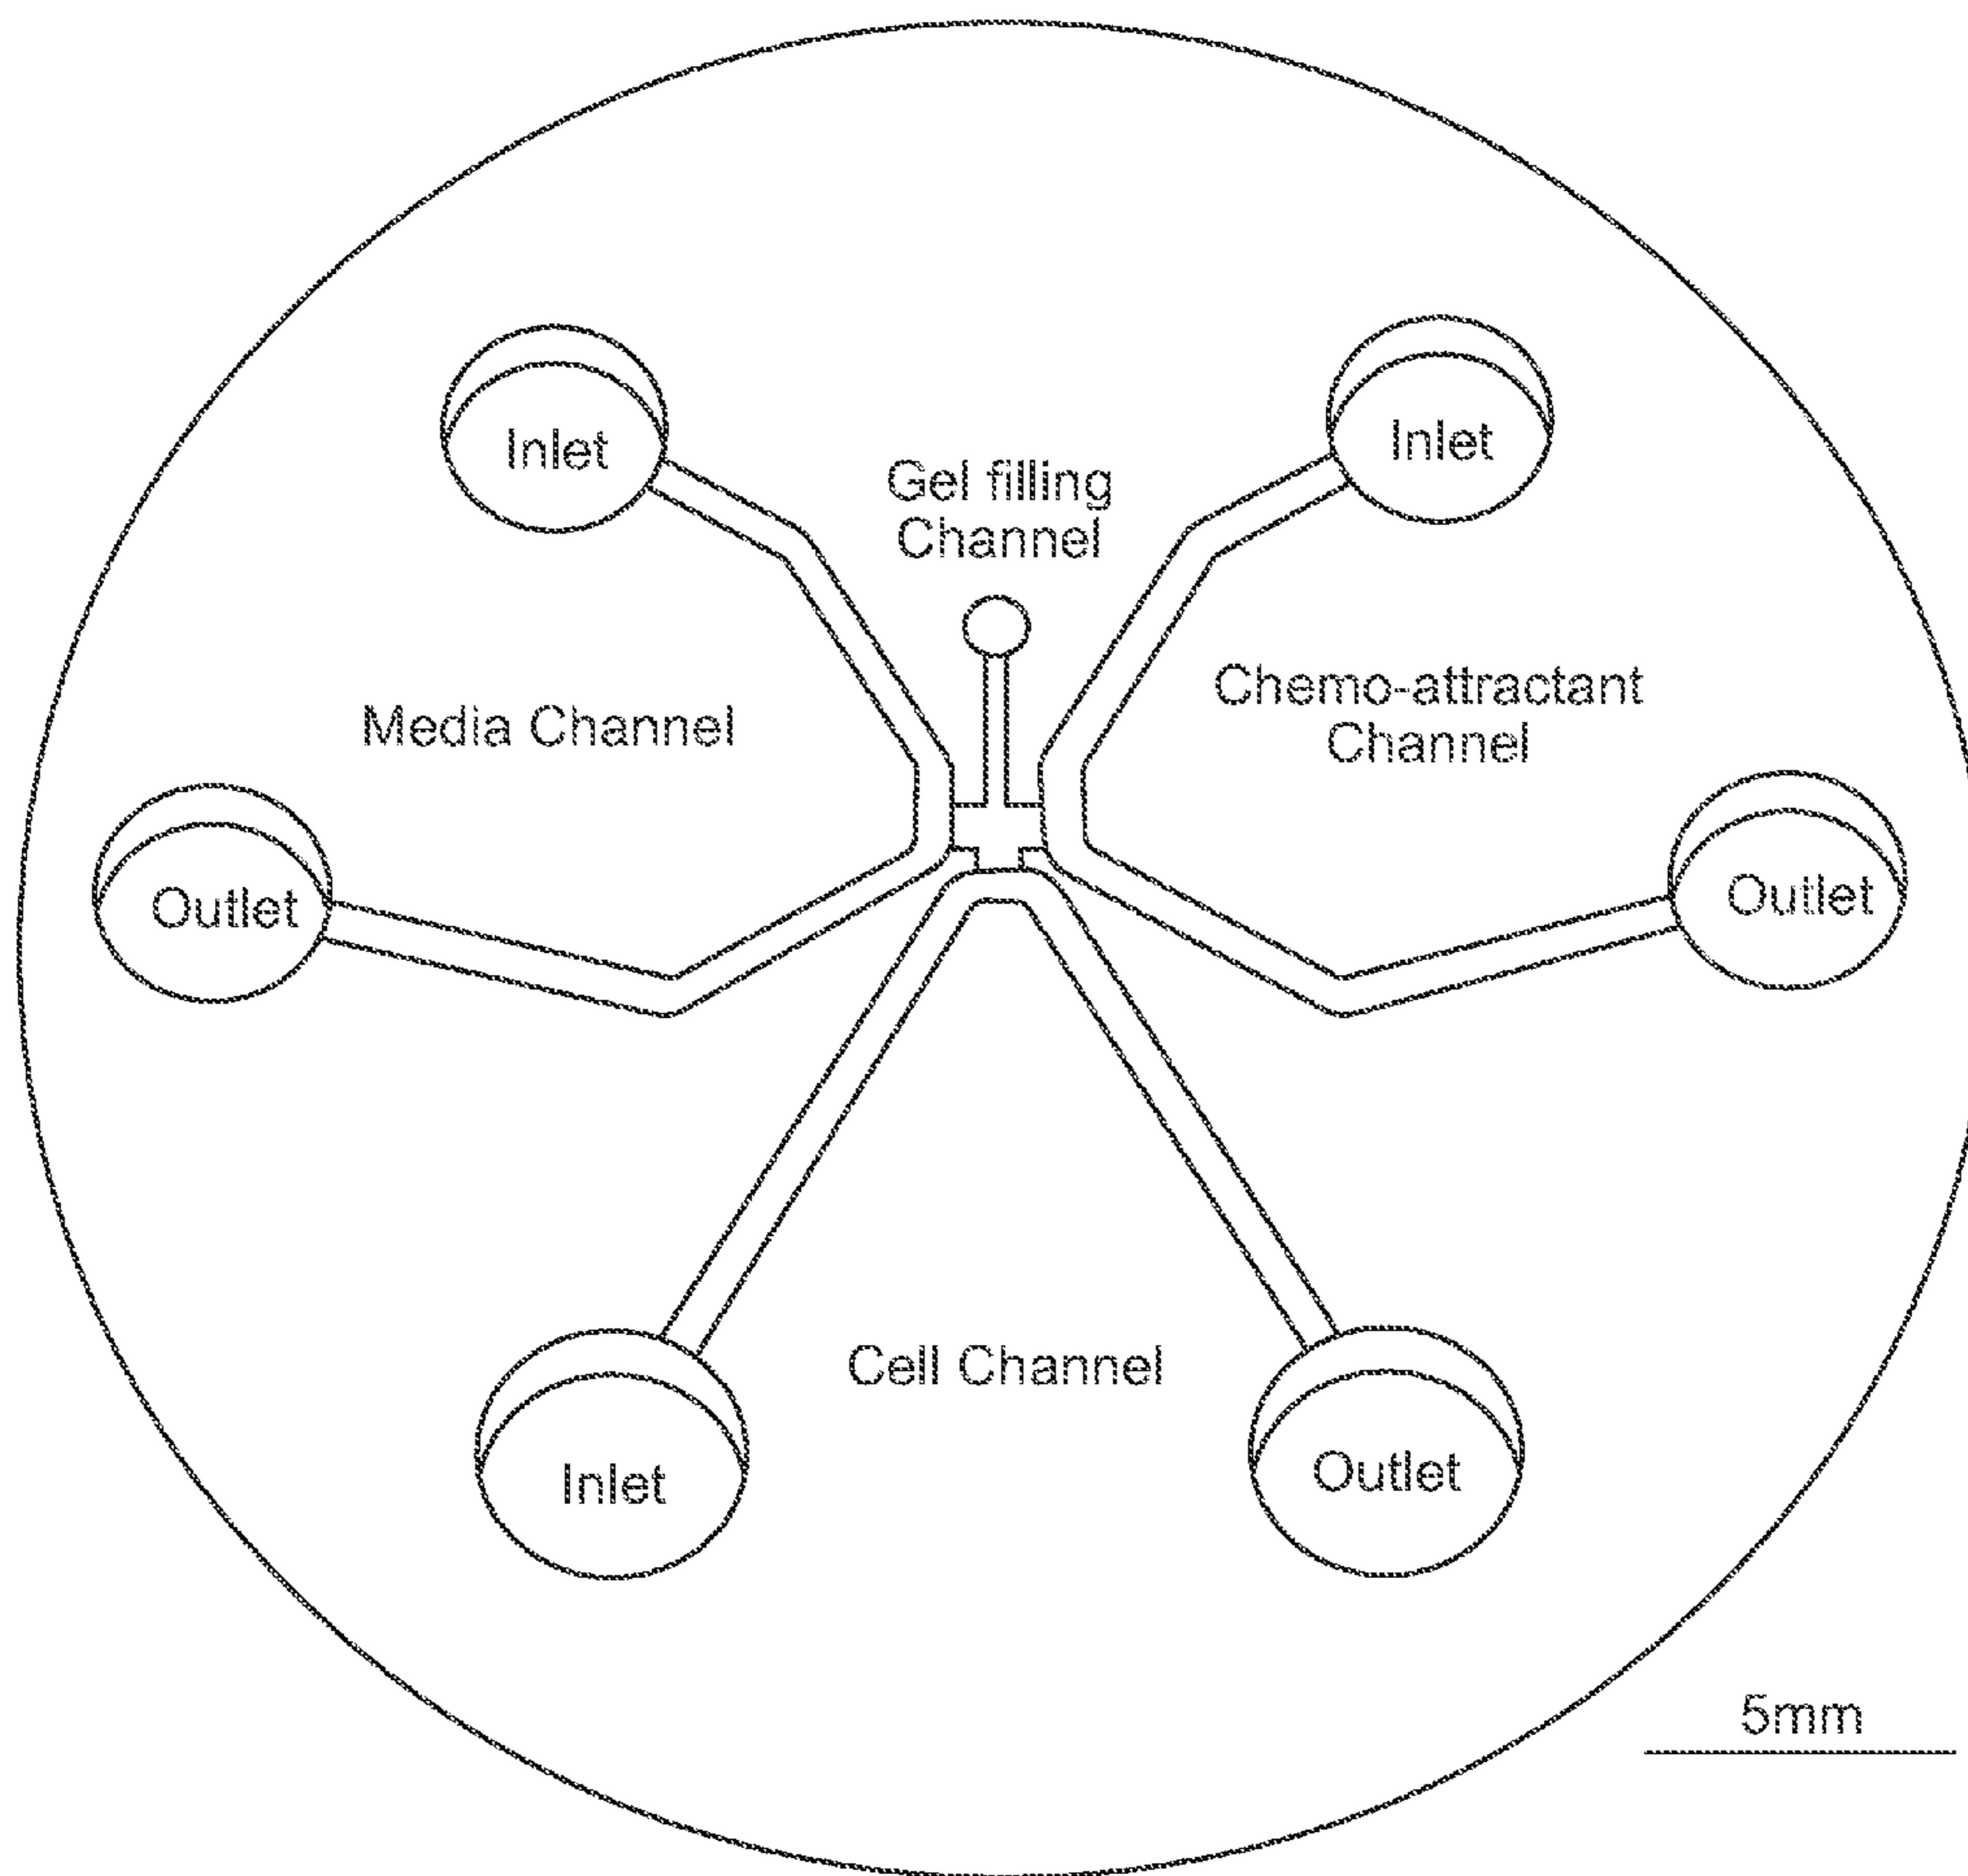 Inlet
Inlet
Gel filling
Channel
Media Channel
Chemo-attractant
Channel
Outlet
Outlet
Cell Channel
Inlet
Outlet
5mm